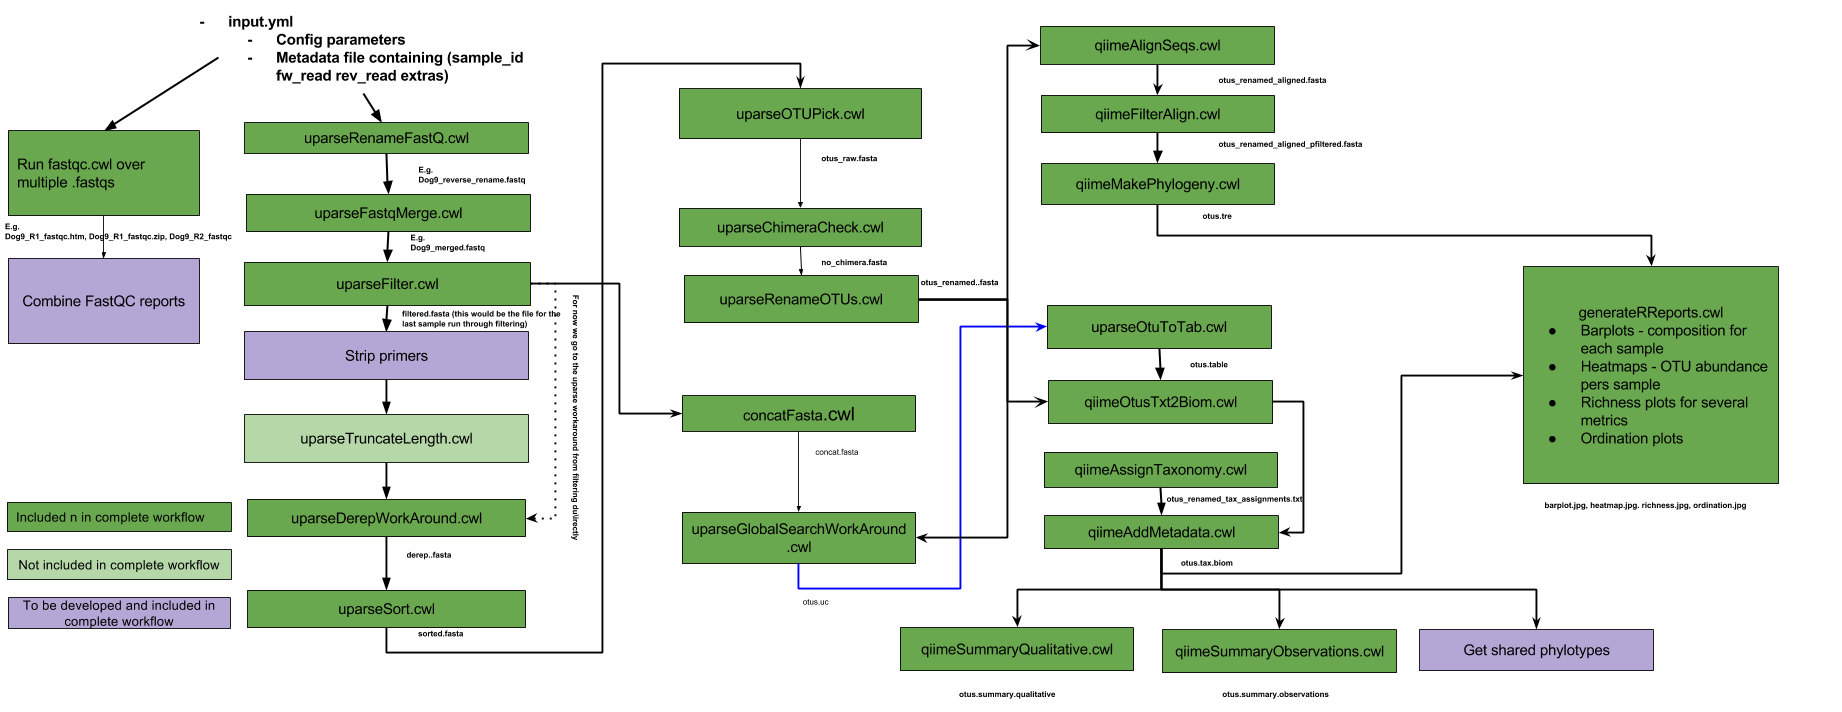 - input.yml
- Config parameters
- Metadata file containing (sample_id
fw_read rev_read extras)
Run fastqc.cwl over
multiple .fastqs
E.g.
Dog9_R1_fastqc.htm, Dog9_R1_fastqc.zip, Dog9_R2_fastqc
Combine FastQC reports
Included n in complete workflow
Not included in complete workflow
To be developed and included in
complete workflow
uparseRenameFastQ.cwl
E.g.
Dog9_reverse_rename.fastq
uparseFastqMerge.cwl
E.g.
Dog9_merged.fastq
uparseFilter.cwl
filtered.fasta (this would be the file for the
last sample run through filtering)
Strip primers
uparseTruncateLength.cwl
uparseDerepWorkAround.cwl
derep..fasta
uparseSort.cwl
sorted.fasta
For now we go to the uparse workaround from filtering du\irectly
uparseOTUPick.cwl
otus_raw.fasta
uparseChimeraCheck.cwl
no_chimera.fasta
uparseRenameOTUs.cwl
otus_renamed..fasta
concatFasta.cwl
concat.fasta
uparseGlobalSearchWorkAround
.cwl
otus.uc
qiimeAlignSeqs.cwl
otus_renamed_aligned.fasta
qiimeFilterAlign.cwl
otus_renamed_aligned_pfiltered.fasta
qiimeMakePhylogeny.cwl
otus.tre
uparseOtuToTab.cwl
otus.table
qiimeOtusTxt2Biom.cwl
qiimeAssignTaxonomy.cwl
otus_renamed_tax_assignments.txt
qiimeAddMetadata.cwl
otus.tax.biom
qiimeSummaryQualitative.cwl
otus.summary.qualitative
qiimeSummaryObservations.cwl
otus.summary.observations
Get shared phylotypes
generateRReports.cwl
● Barplots - composition for
each sample
● Heatmaps - OTU abundance
pers sample
● Richness plots for several
metrics
● Ordination plots
barplot.jpg, heatmap.jpg. richness.jpg, ordination.jpg